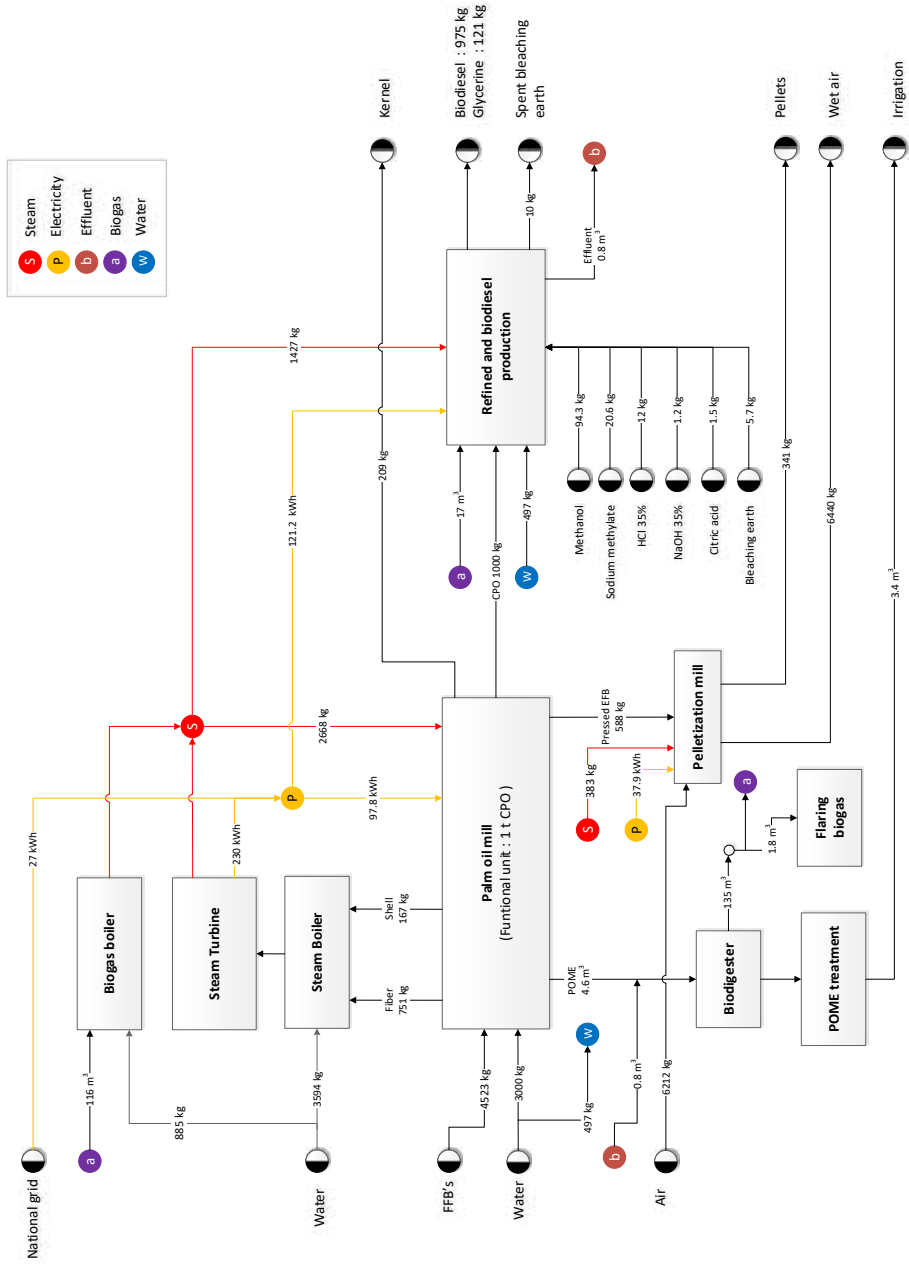 National grid
27 kWh
a
116 m³
Biogas boiler
885 kg
Water
3594 kg
Steam Turbine
230 kWh
Steam Boiler
Fiber
751 kg
Shell
167 kg
S
P
1427 kg
121.2 kWh
2668 kg
97.8 kWh
S
Steam
P
Electricity
b
Effluent
a
Biogas
W
Water
FFB's
4523 kg
Water
3000 kg
497 kg
W
Palm oil mill
(Funtional unit : 1 t CPO )
209 kg
Kernel
a
17 m³
CPO 1000 kg
W
497 kg
Refined and biodiesel
production
Biodiesel : 975 kg
Glycerine : 121 kg
10 kg
Spent bleaching
earth
Effluent
0.8 m³
b
Methanol
94.3 kg
Sodium methylate
20.6 kg
HCl 35%
12 kg
NaOH 35%
1.2 kg
Citric acid
1.5 kg
Bleaching earth
5.7 kg
POME
4.6 m³
b
0.8 m³
Air
6212 kg
Pressed EFB
588 kg
S
383 kg
P
37.9 kWh
Pelletization mill
341 kg
Pellets
6440 kg
Wet air
Biodigester
135 m³
a
1.8 m³
Flaring
biogas
POME treatment
3.4 m³
Irrigation